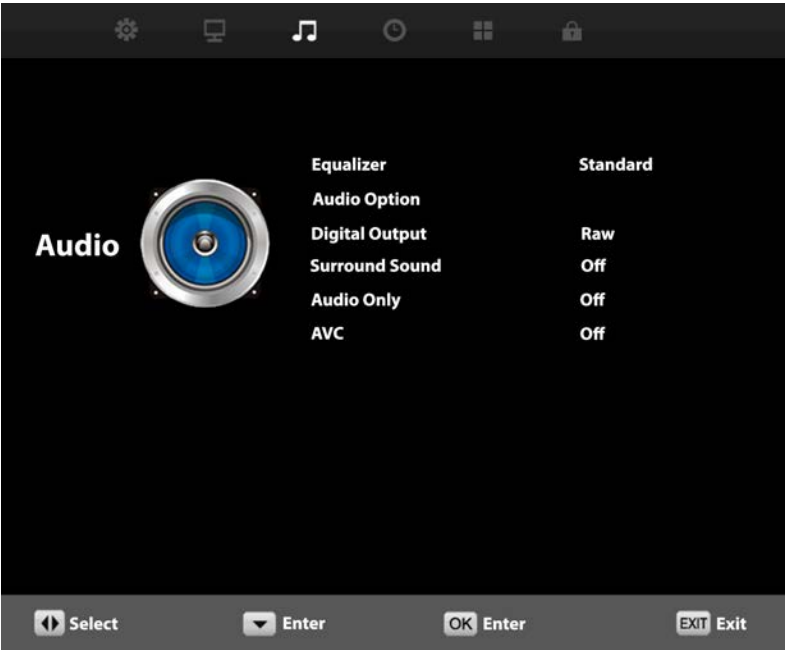 Equalizer Standard
Audio Option
Audio
Digital Output Raw
Surround Sound Off
Audio Only Off
AVC Off
Select Enter OK Enter EXIT Exit